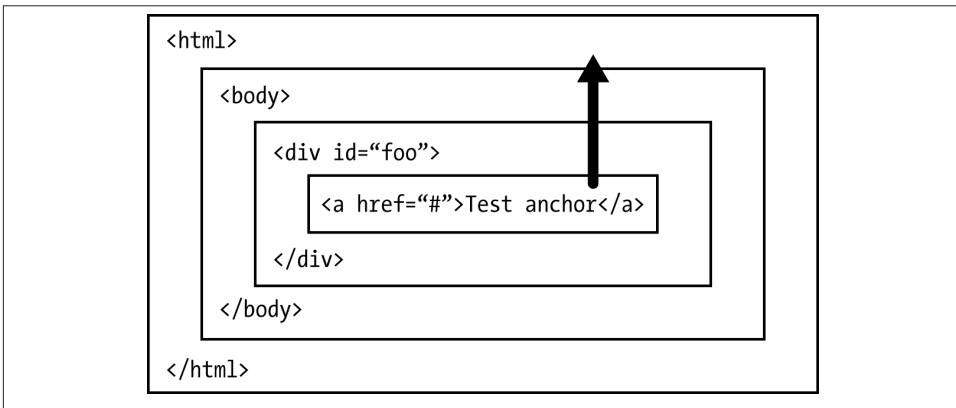 <html>
<body>
<div id=“foo”>
<a href=“#”>Test anchor</a>
</div>
</body>
</html>